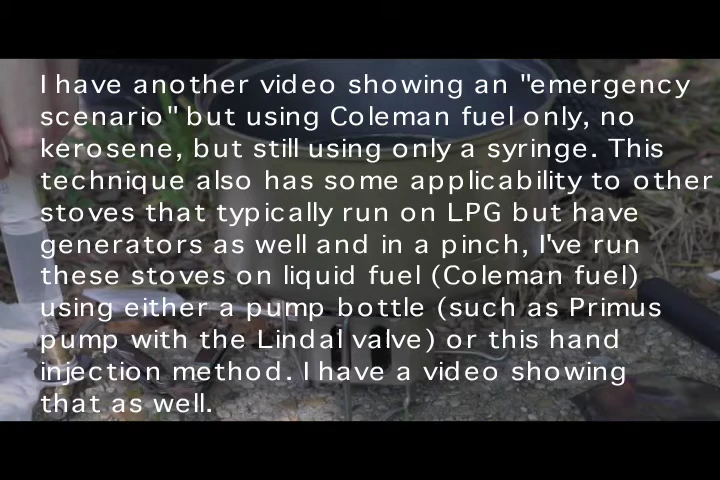 I have another video showing an "emergency
scenario" but using Coleman fuel only, no
kerosene, but still using only a syringe. This
technique also has some applicability to other
stoves that typically run on LPG but have
generators as well and in a pinch, I've run
these stoves on liquid fuel (Coleman fuel)
using either a pump bottle (such as Primus
pump with the Lindal valve) or this hand
injection method. I have a video showing
that as well.